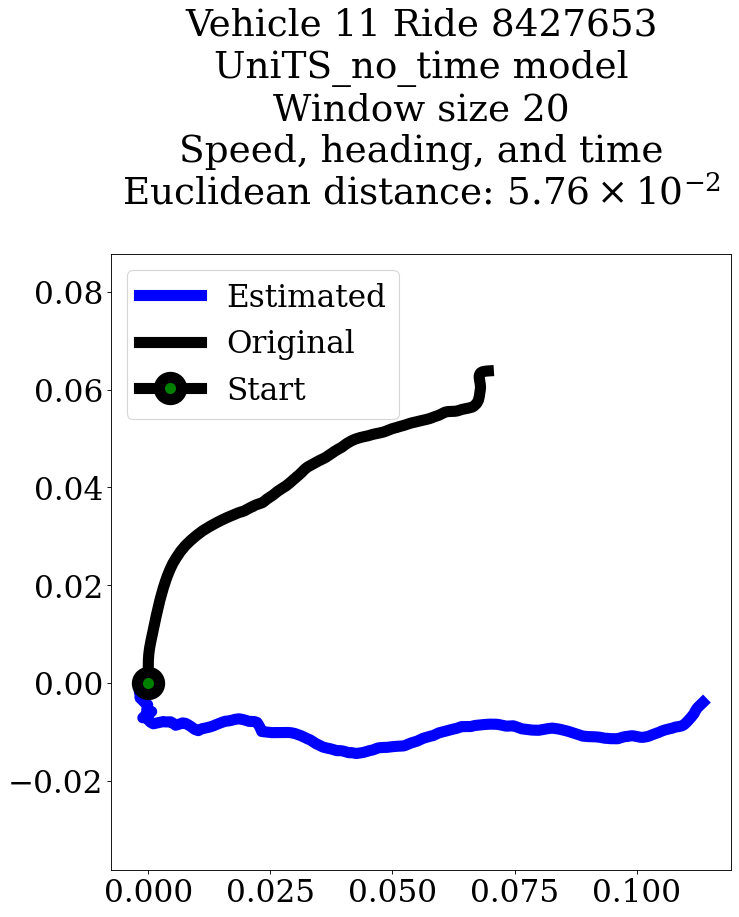 Vehicle 11 Ride 8427653
UniTS_no_time model
Window size 20
Speed, heading, and time
Euclidean distance: 5.76 × 10⁻²
Estimated
Original
Start
0.08
0.06
0.04
0.02
0.00
−0.02
0.000 0.025 0.050 0.075 0.100